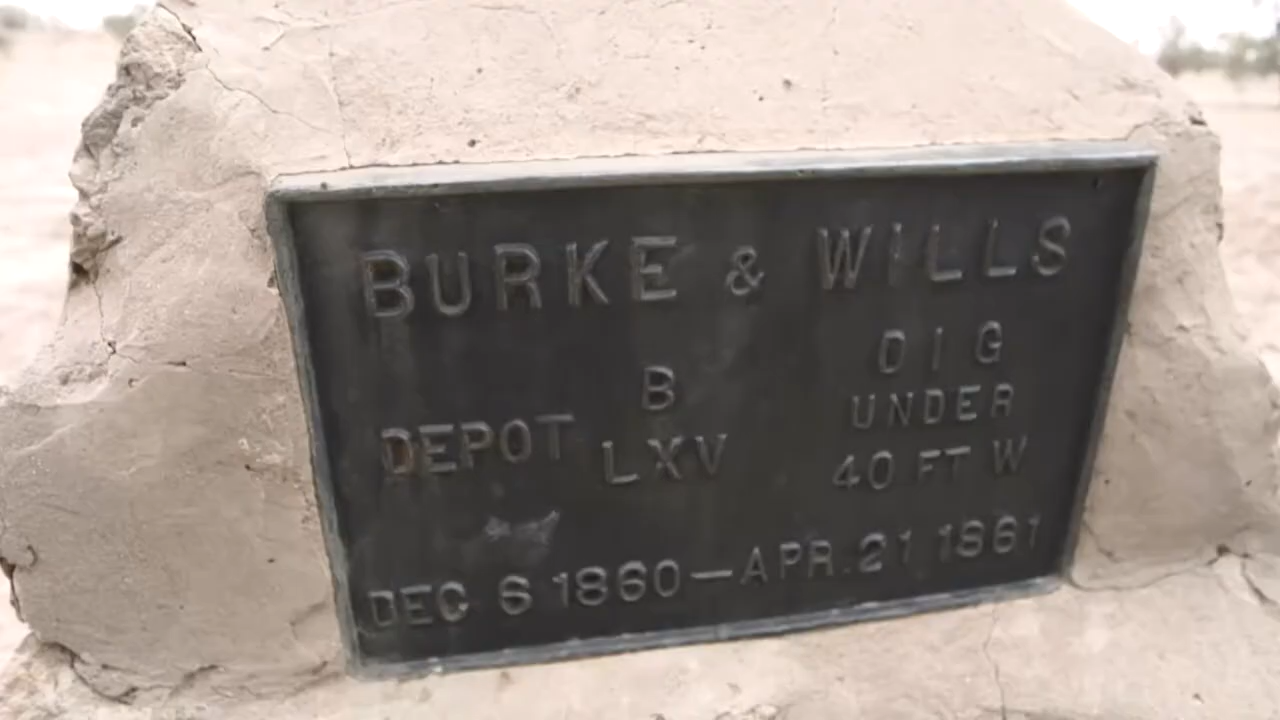 BURKE & WILLS
B
DEPOT LXV
DIG
UNDER
40 FT W
DEC 6 1860—APR. 21 1861